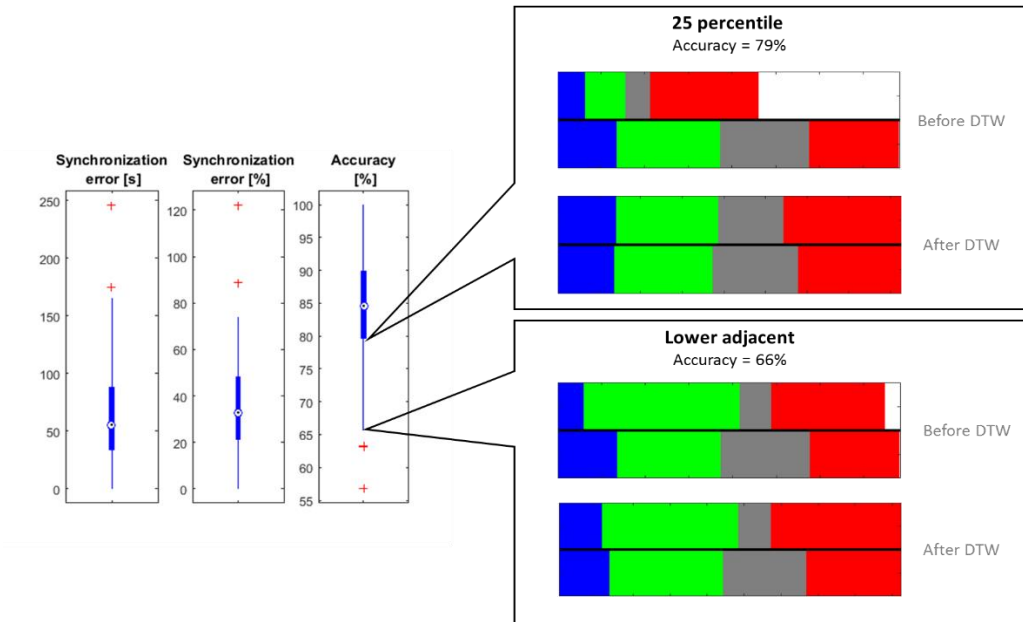 Synchronization
error [s]
250
200
150
100
50
0
Synchronization
error [%]
120
100
80
60
40
20
0
Accuracy
[%]
100
95
90
85
80
75
70
65
60
55
25 percentile
Accuracy = 79%
Before DTW
After DTW
Lower adjacent
Accuracy = 66%
Before DTW
After DTW